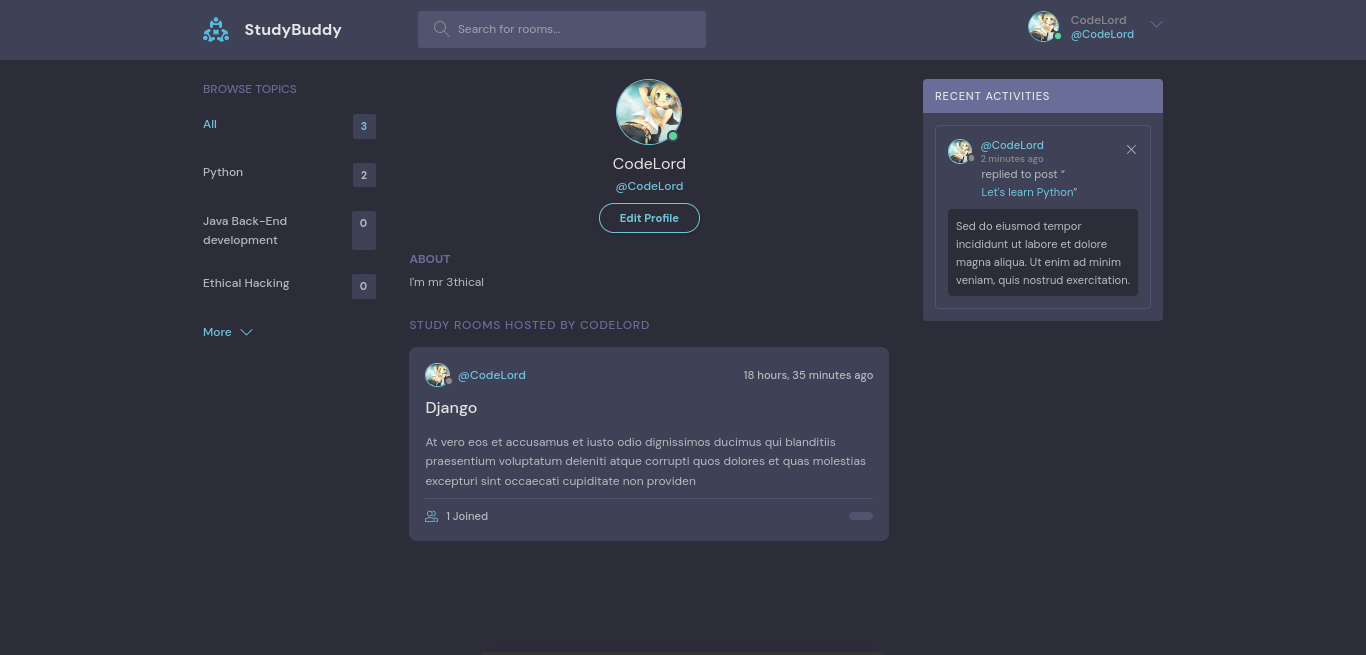 StudyBuddy
Search for rooms...
CodeLord
@CodeLord
BROWSE TOPICS
All
3
Python
2
Java Back-End
development
0
Ethical Hacking
0
More
CodeLord
@CodeLord
Edit Profile
ABOUT
I'm mr 3thical
STUDY ROOMS HOSTED BY CODELORD
@CodeLord
18 hours, 35 minutes ago
Django
At vero eos et accusamus et iusto odio dignissimos ducimus qui blanditiis
praesentium voluptatum deleniti atque corrupti quos dolores et quas molestias
excepturi sint occaecati cupiditate non providen
1 Joined
RECENT ACTIVITIES
@CodeLord
2 minutes ago
replied to post “
Let's learn Python”
Sed do eiusmod tempor
incididunt ut labore et dolore
magna aliqua. Ut enim ad minim
veniam, quis nostrud exercitation.